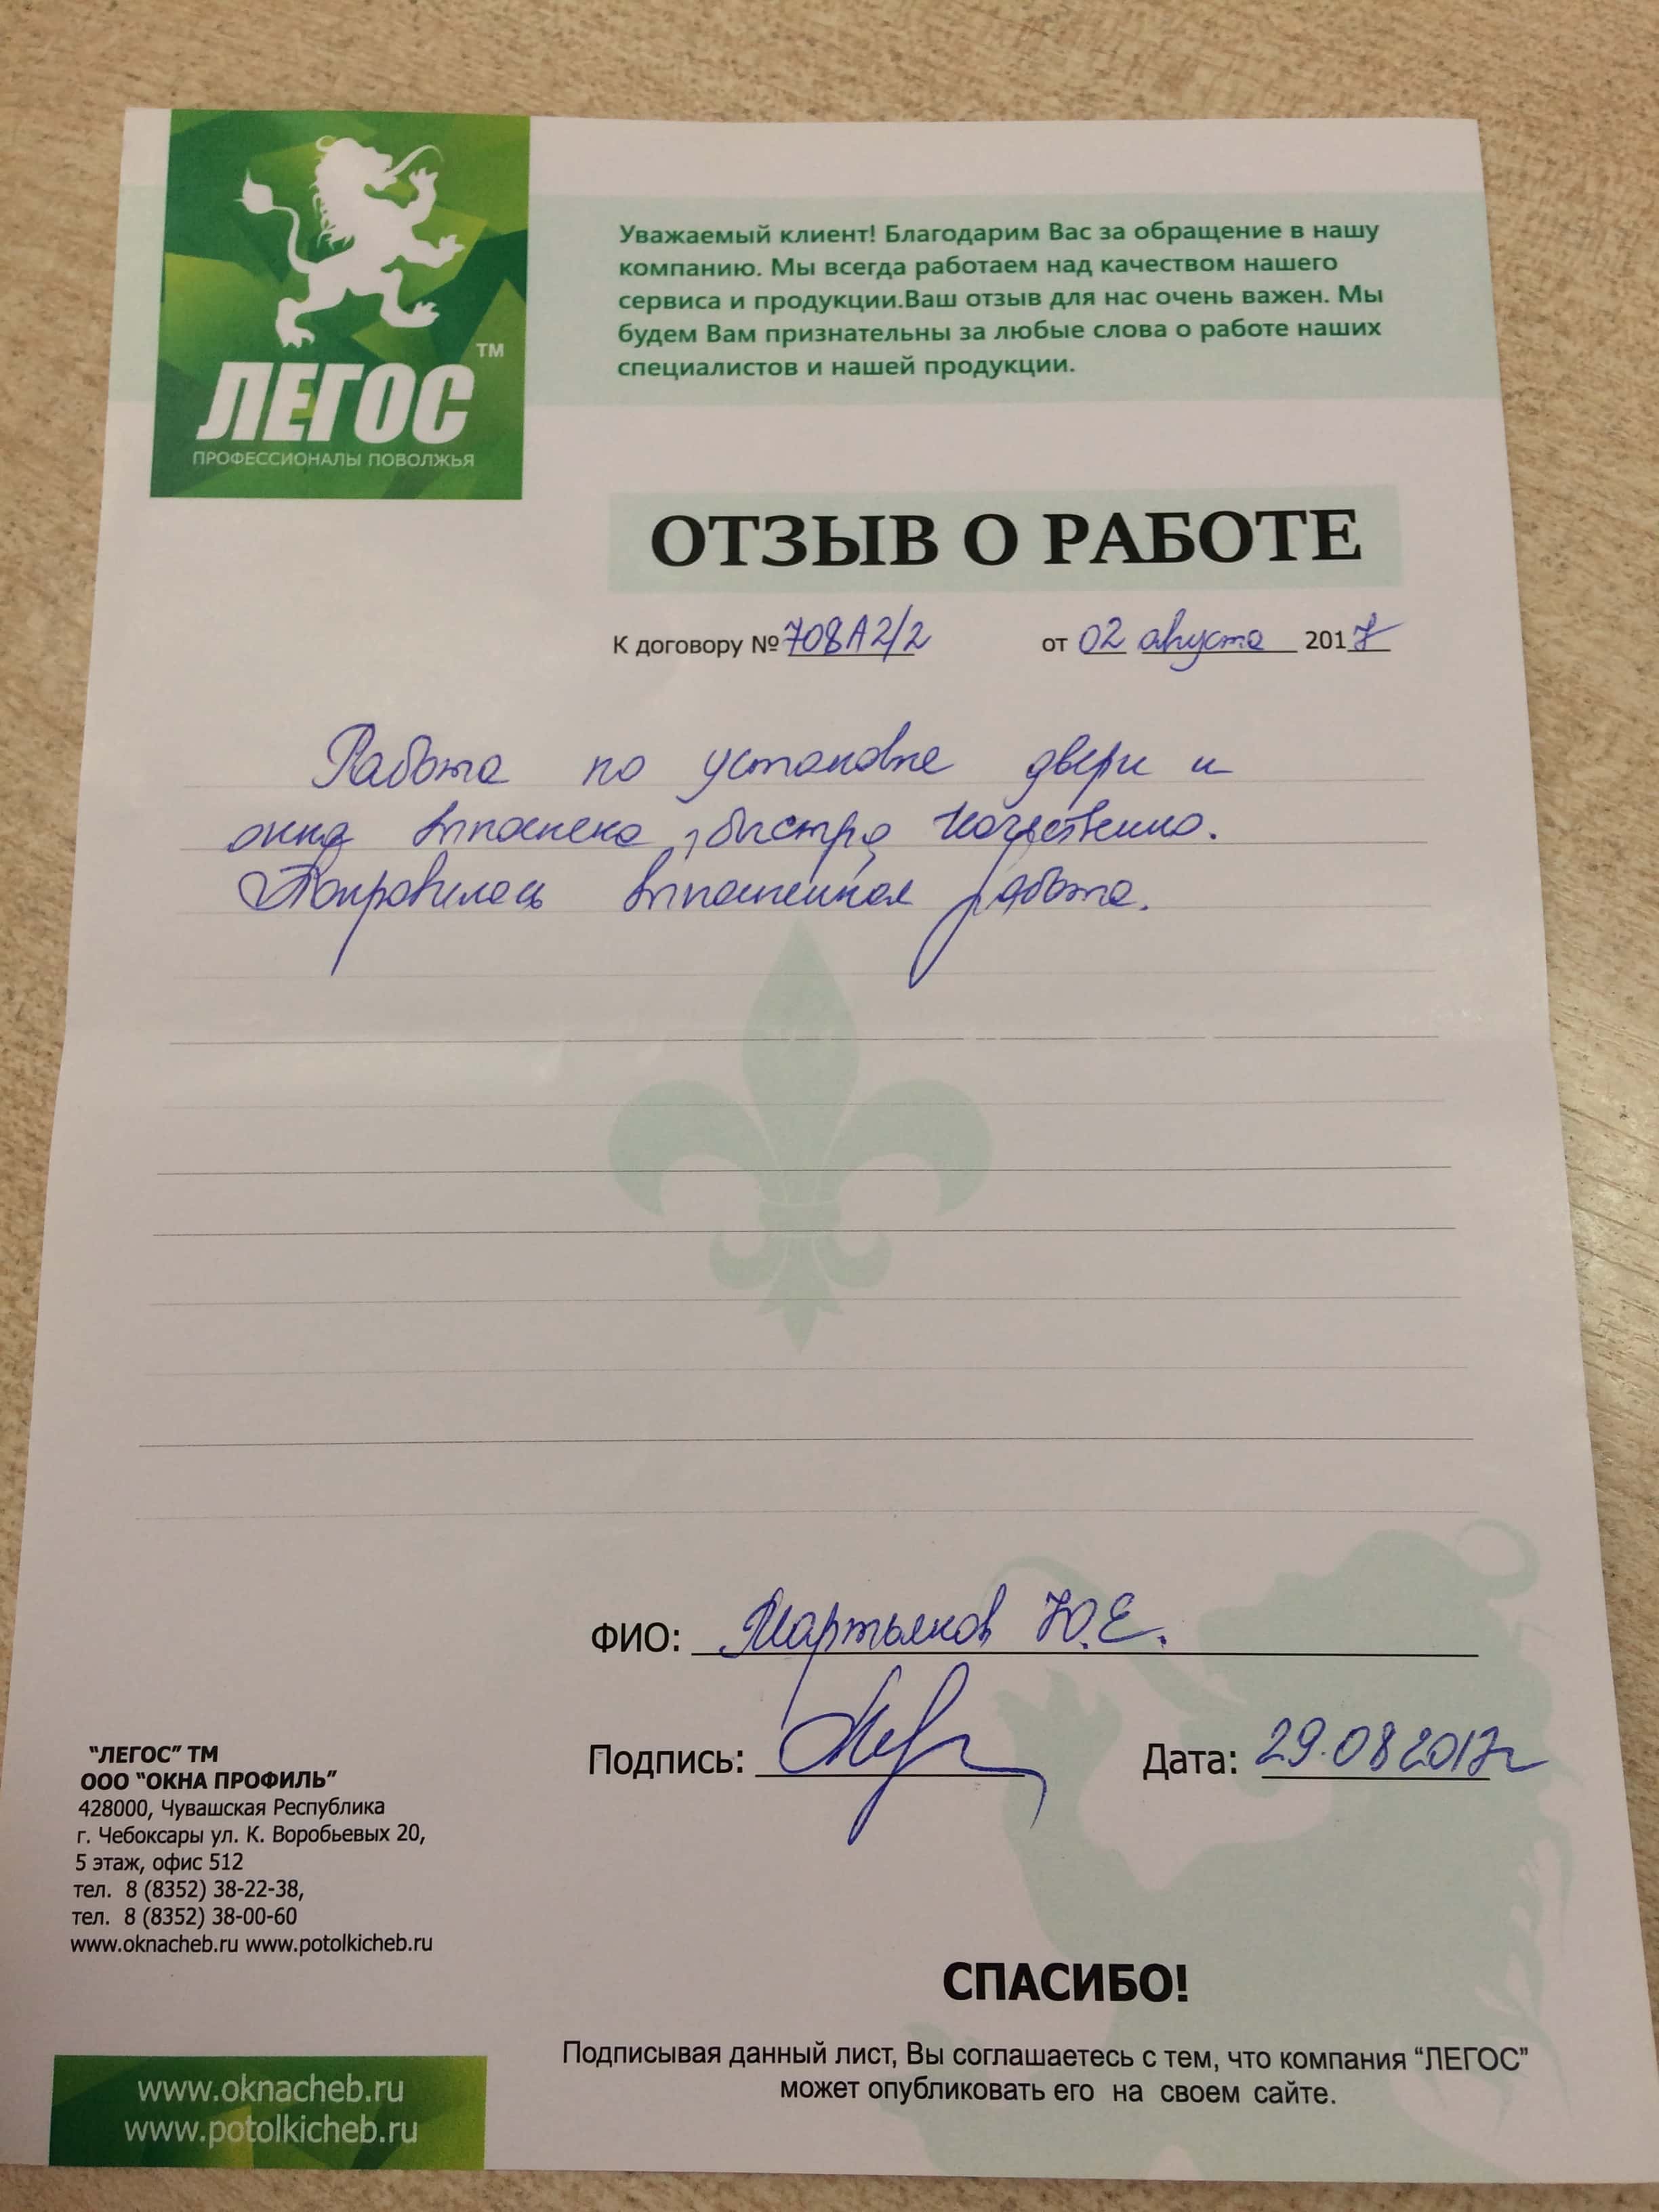 ЛЕГОС ТМ
ПРОФЕССИОНАЛЫ ПОВОЛЖЬЯ
Уважаемый клиент! Благодарим Вас за обращение в нашу
компанию. Мы всегда работаем над качеством нашего
сервиса и продукции.Ваш отзыв для нас очень важен. Мы
будем Вам признательны за любые слова о работе наших
специалистов и нашей продукции.
ОТЗЫВ О РАБОТЕ
К договору № 708А2/2 от 02 августа 2017
Работа по установке двери и
окна выполнена, быстро, качественно.
Понравилась выполненная работа.
ФИО: Мартьянов Ю.Е.
Подпись: Дата: 29.08 2017г
"ЛЕГОС" ТМ
ООО "ОКНА ПРОФИЛЬ"
428000, Чувашская Республика
г. Чебоксары ул. К. Воробьевых 20,
5 этаж, офис 512
тел. 8 (8352) 38-22-38,
тел. 8 (8352) 38-00-60
www.oknacheb.ru www.potolkicheb.ru
СПАСИБО!
Подписывая данный лист, Вы соглашаетесь с тем, что компания "ЛЕГОС"
может опубликовать его на своем сайте.
www.oknacheb.ru
www.potolkicheb.ru